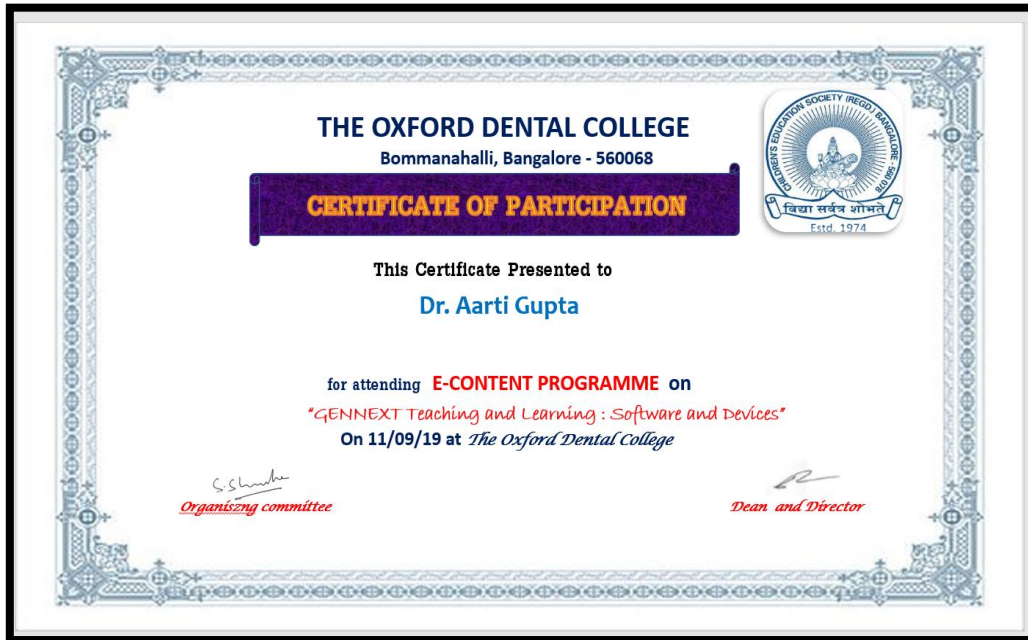 THE OXFORD DENTAL COLLEGE
Bommanahalli, Bangalore - 560068
CHILDREN'S EDUCATION SOCIETY (REGD.) BANGALORE - 560 078
विद्या सर्वत्र शोभते
Estd. 1974
CERTIFICATE OF PARTICIPATION
This Certificate Presented to
Dr. Aarti Gupta
for attending E-CONTENT PROGRAMME on
"GENNEXT Teaching and Learning : Software and Devices"
On 11/09/19 at The Oxford Dental College
Organiszng committee
Dean and Director